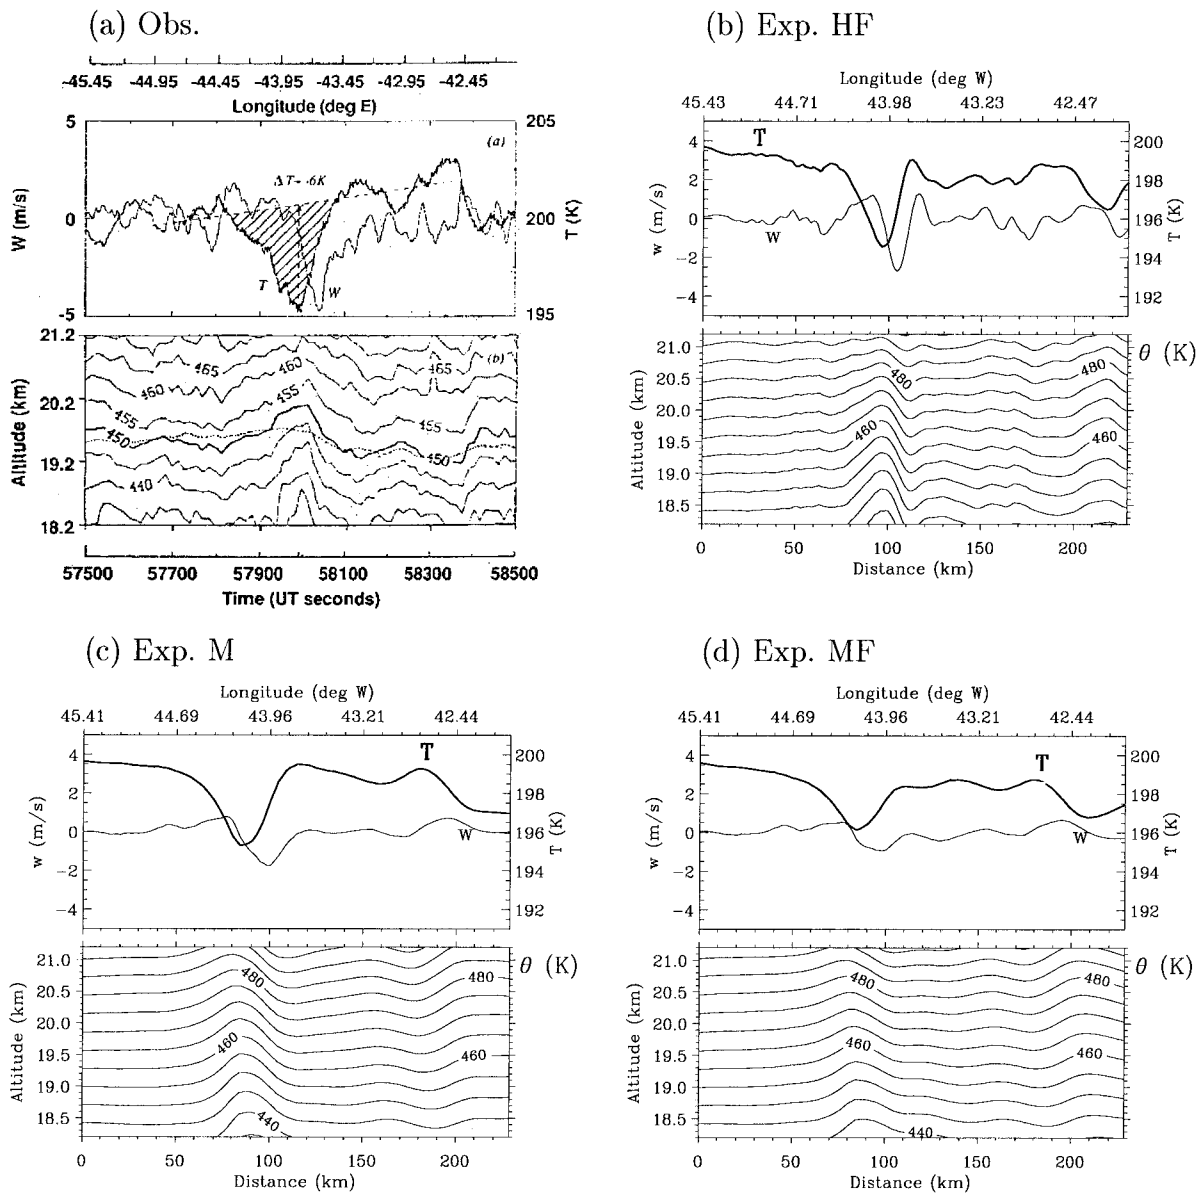 (a) Obs.
-45.45 -44.95 -44.45 -43.95 -43.45 -42.95 -42.45
Longitude (deg E)
5
205
(a)
ΔT~ -6K
W (m/s)
0
200
T (K)
T
W
-5
195
21.2
(b)
465
460
465
460
455
20.2
455
455
450
450
Altitude (km)
19.2
440
18.2
57500 57700 57900 58100 58300 58500
Time (UT seconds)
(b) Exp. HF
Longitude (deg W)
45.43 44.71 43.98 43.23 42.47
T
4
2
0
-2
-4
w (m/s)
W
200
198
196
194
192
T (K)
θ (K)
21.0
20.5
20.0
19.5
19.0
18.5
Altitude (km)
480
480
460
460
0 50 100 150 200
Distance (km)
(c) Exp. M
Longitude (deg W)
45.41 44.69 43.96 43.21 42.44
T
4
2
0
-2
-4
w (m/s)
W
200
198
196
194
192
T (K)
θ (K)
21.0
20.5
20.0
19.5
19.0
18.5
Altitude (km)
480
480
460
460
440
0 50 100 150 200
Distance (km)
(d) Exp. MF
Longitude (deg W)
45.41 44.69 43.96 43.21 42.44
T
4
2
0
-2
-4
w (m/s)
W
200
198
196
194
192
T (K)
θ (K)
21.0
20.5
20.0
19.5
19.0
18.5
Altitude (km)
480
480
460
460
440
0 50 100 150 200
Distance (km)